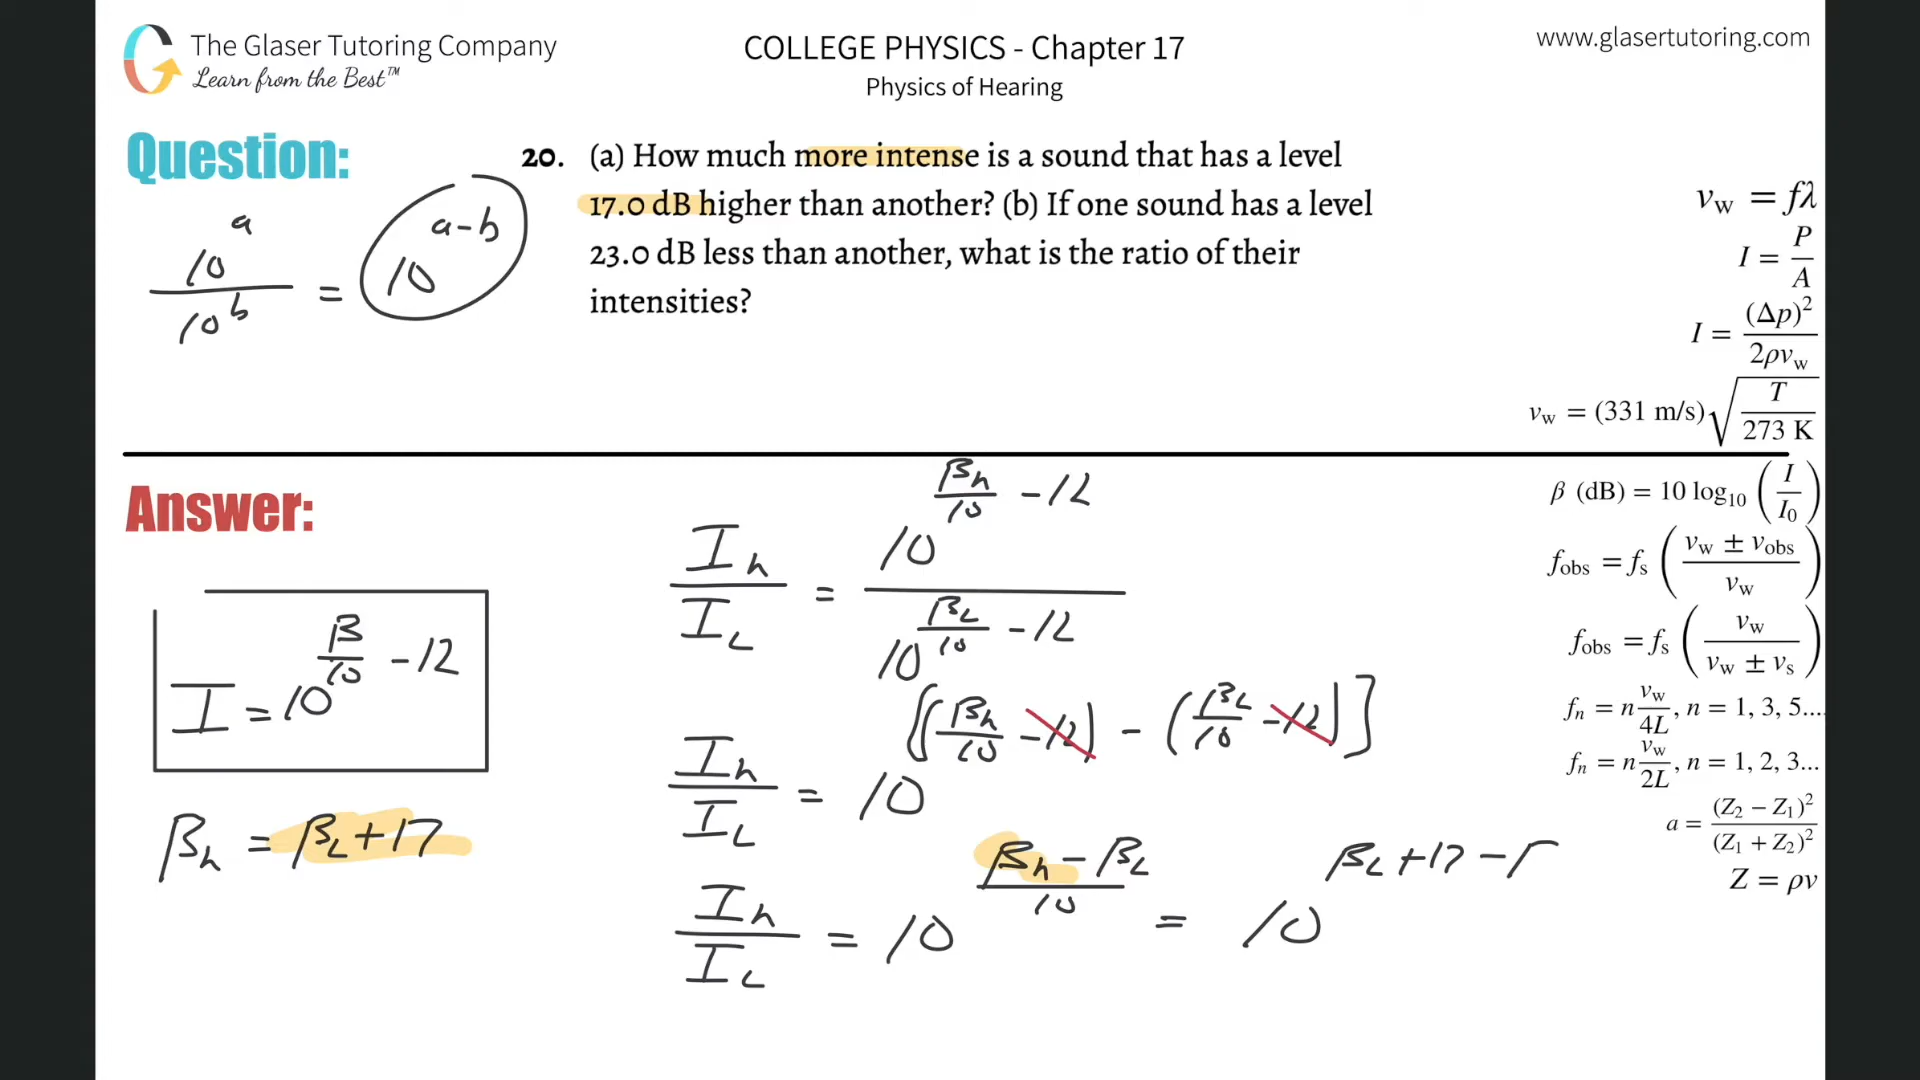 The Glaser Tutoring Company
Learn from the Best™
COLLEGE PHYSICS - Chapter 17
Physics of Hearing
www.glasertutoring.com
Question:
20. (a) How much more intense is a sound that has a level
17.0 dB higher than another? (b) If one sound has a level
23.0 dB less than another, what is the ratio of their
intensities?
10^a / 10^b = 10^(a-b)
v_w = fλ
I = P/A
I = (Δp)²/(2ρv_w)
v_w = (331 m/s)√(T/273 K)
β (dB) = 10 log₁₀(I/I₀)
f_obs = f_s((v_w ± v_obs)/v_w)
f_obs = f_s(v_w/(v_w ± v_s))
f_n = n v_w/4L, n = 1, 3, 5...
f_n = n v_w/2L, n = 1, 2, 3...
a = (Z₂ − Z₁)²/(Z₁ + Z₂)²
Z = ρv
Answer:
I = 10^(β/10 - 12)
β_h = β_L + 17
I_h/I_L = 10^(β_h/10 - 12) / 10^(β_L/10 - 12)
I_h/I_L = 10^[(β_h/10 - 12) - (β_L/10 - 12)]
I_h/I_L = 10^((β_h - β_L)/10) = 10^(β_L + 17 -